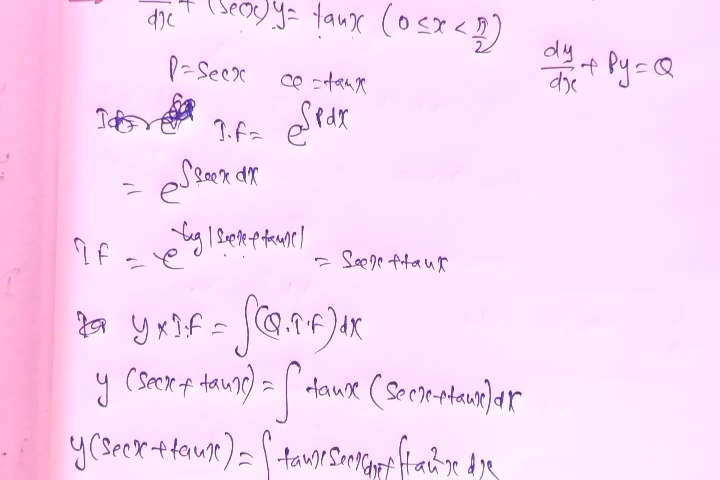 dy/dx + (Secx)y = tanx (0 ≤ x < π/2)
dy/dx + Py = Q
P = Secx Q = tanx
I.F = e^∫Pdx
= e^∫Secx dx
I F = e^log|Secx+tanx| = Secx+tanx
y x I.F = ∫(Q.I.F)dx
y (Secx + tanx) = ∫ tanx (Secx+tanx)dx
y(Secx+tanx) = ∫ tanx Secx dx + ∫ tan²x dx